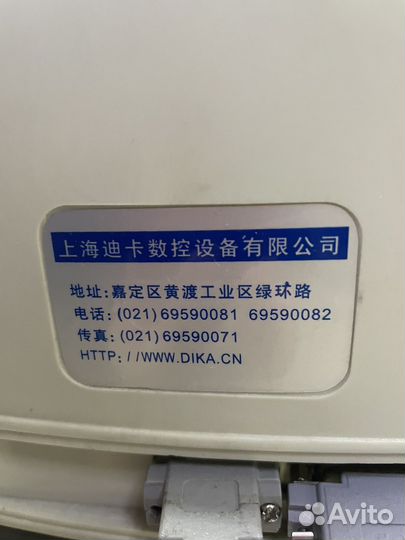 上海迪卡数控设备有限公司
地址:嘉定区黄渡工业区绿环路
电话:(021)69590081 69590082
传真:(021)69590071
HTTP://WWW.DIKA.CN
Avito